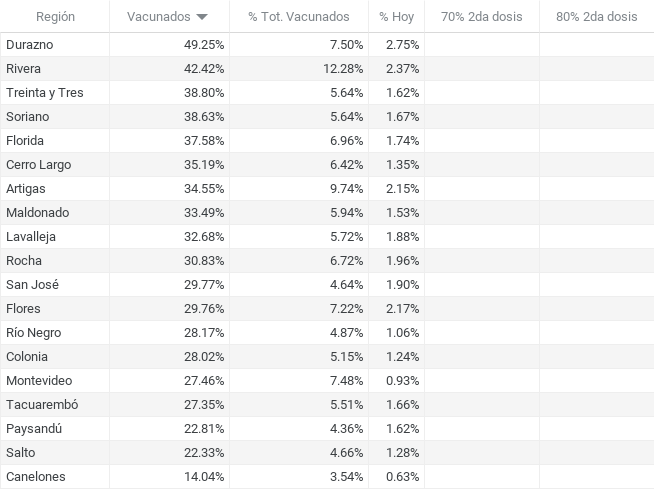 Región Vacunados % Tot. Vacunados % Hoy 70% 2da dosis 80% 2da dosis
Durazno 49.25% 7.50% 2.75%
Rivera 42.42% 12.28% 2.37%
Treinta y Tres 38.80% 5.64% 1.62%
Soriano 38.63% 5.64% 1.67%
Florida 37.58% 6.96% 1.74%
Cerro Largo 35.19% 6.42% 1.35%
Artigas 34.55% 9.74% 2.15%
Maldonado 33.49% 5.94% 1.53%
Lavalleja 32.68% 5.72% 1.88%
Rocha 30.83% 6.72% 1.96%
San José 29.77% 4.64% 1.90%
Flores 29.76% 7.22% 2.17%
Río Negro 28.17% 4.87% 1.06%
Colonia 28.02% 5.15% 1.24%
Montevideo 27.46% 7.48% 0.93%
Tacuarembó 27.35% 5.51% 1.66%
Paysandú 22.81% 4.36% 1.62%
Salto 22.33% 4.66% 1.28%
Canelones 14.04% 3.54% 0.63%